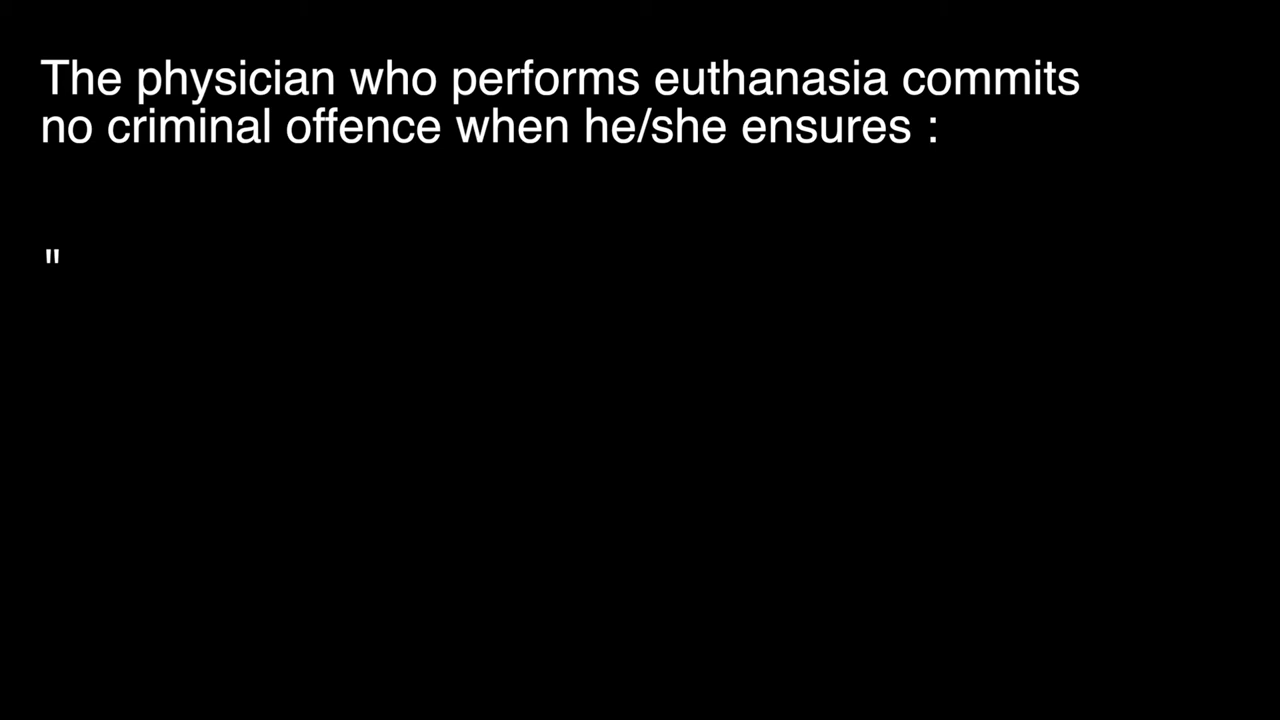 The physician who performs euthanasia commits
no criminal offence when he/she ensures :
"